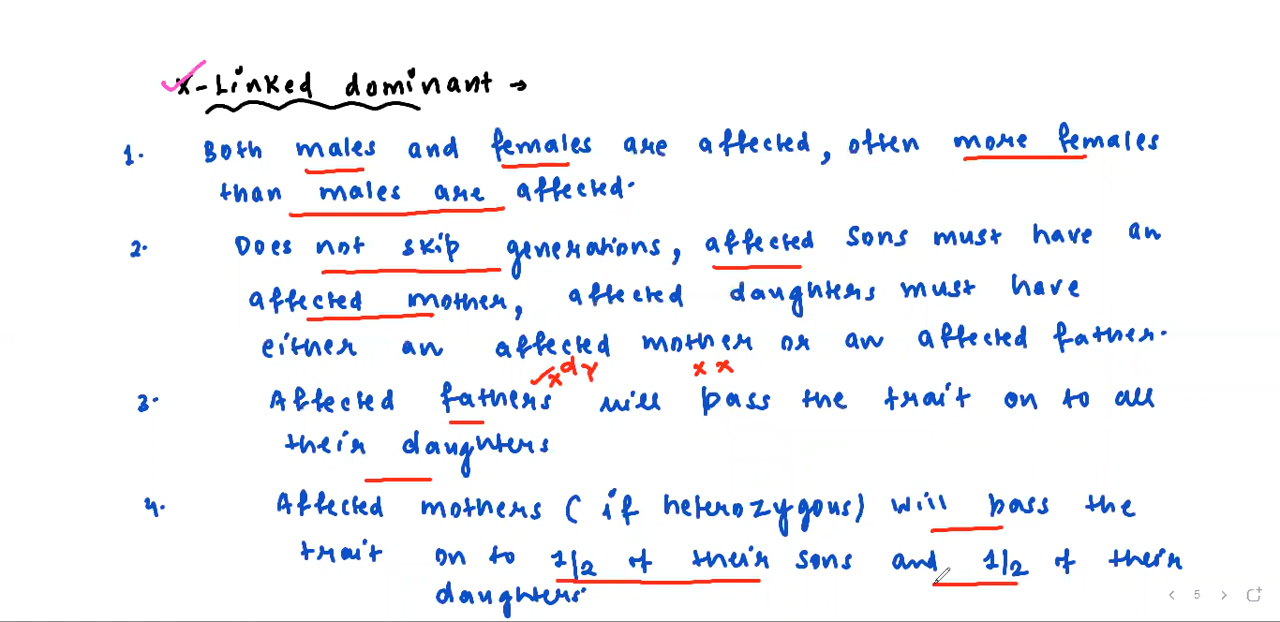 X-Linked dominant →
1. Both males and females are affected, often more females
than males are affected.
2. Does not skip generations, affected sons must have an
affected mother, affected daughters must have
either an affected mother or an affected father.
X^d Y X X
3. Affected fathers will pass the trait on to all
their daughters
4. Affected mothers (if heterozygous) will pass the
trait on to 1/2 of their sons and 1/2 of their
daughters
< 5 >